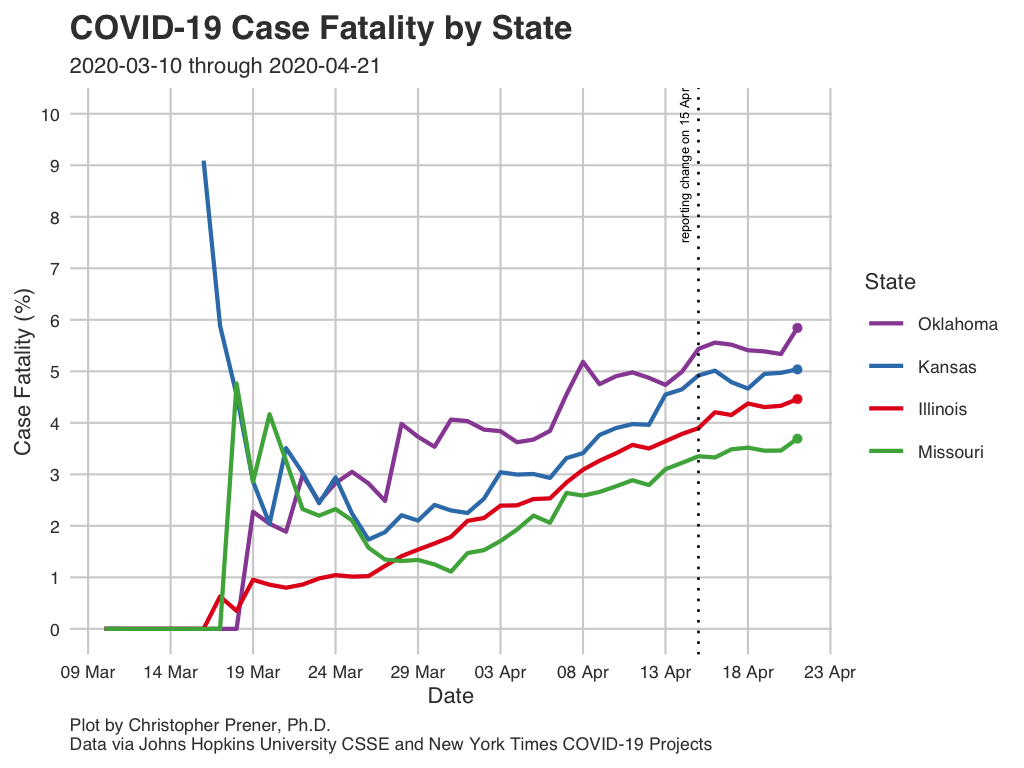 COVID-19 Case Fatality by State
2020-03-10 through 2020-04-21
Case Fatality (%)
10
9
8
7
6
5
4
3
2
1
0
reporting change on 15 Apr
09 Mar 14 Mar 19 Mar 24 Mar 29 Mar 03 Apr 08 Apr 13 Apr 18 Apr 23 Apr
Date
State
Oklahoma
Kansas
Illinois
Missouri
Plot by Christopher Prener, Ph.D.
Data via Johns Hopkins University CSSE and New York Times COVID-19 Projects